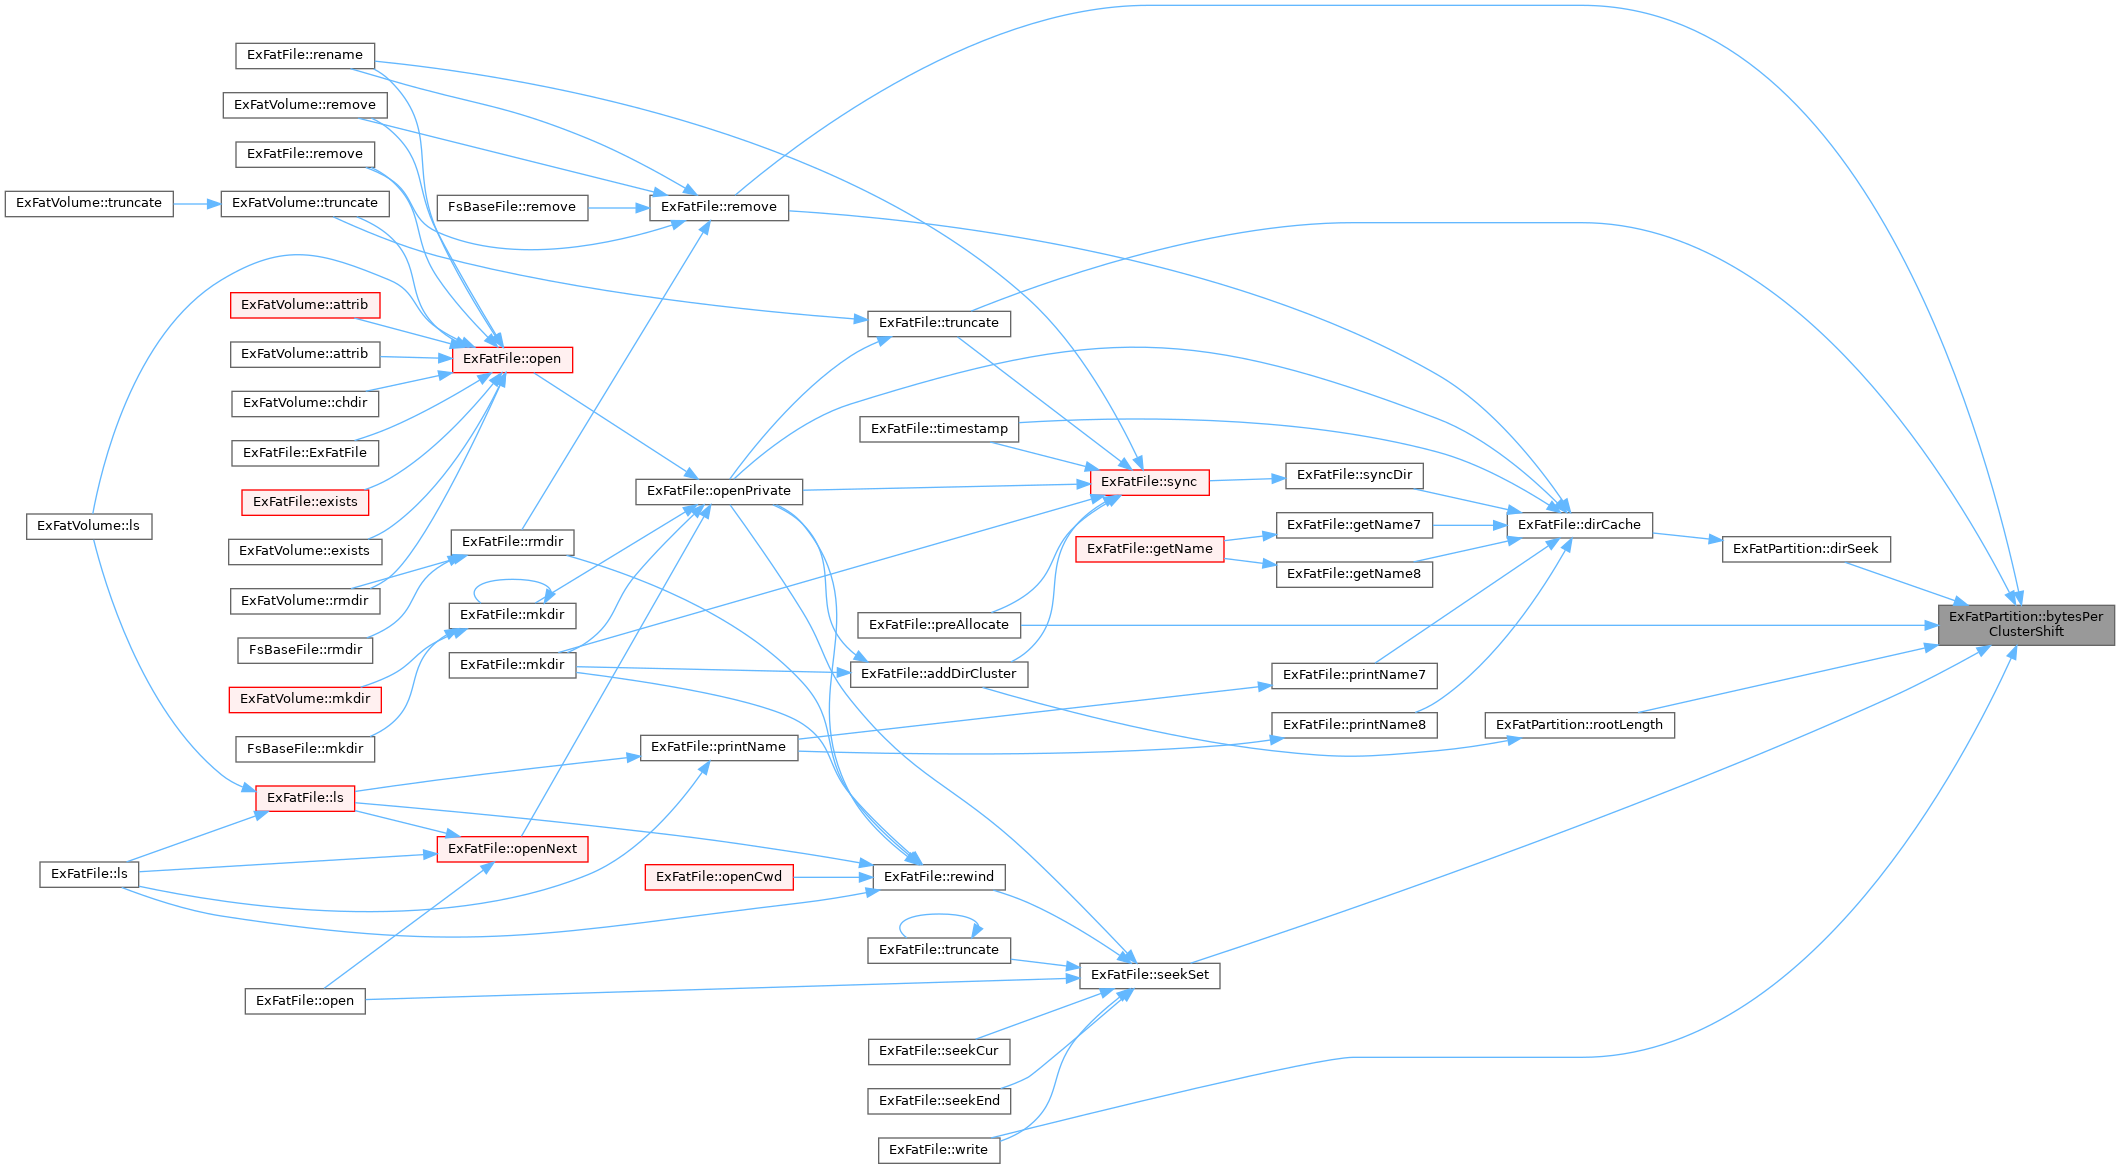 ExFatFile::rename
ExFatVolume::remove
ExFatFile::remove
ExFatVolume::truncate
ExFatVolume::truncate
FsBaseFile::remove
ExFatFile::remove
ExFatVolume::attrib
ExFatFile::truncate
ExFatVolume::attrib
ExFatFile::open
ExFatVolume::chdir
ExFatFile::timestamp
ExFatFile::ExFatFile
ExFatFile::syncDir
ExFatFile::sync
ExFatFile::openPrivate
ExFatFile::exists
ExFatVolume::ls
ExFatFile::getName7
ExFatFile::dirCache
ExFatFile::rmdir
ExFatVolume::exists
ExFatFile::getName
ExFatPartition::dirSeek
ExFatFile::getName8
ExFatVolume::rmdir
ExFatFile::mkdir
ExFatFile::preAllocate
ExFatPartition::bytesPer
ClusterShift
FsBaseFile::rmdir
ExFatFile::mkdir
ExFatFile::addDirCluster
ExFatFile::printName7
ExFatVolume::mkdir
ExFatFile::printName8
ExFatPartition::rootLength
FsBaseFile::mkdir
ExFatFile::printName
ExFatFile::ls
ExFatFile::openNext
ExFatFile::ls
ExFatFile::openCwd
ExFatFile::rewind
ExFatFile::truncate
ExFatFile::seekSet
ExFatFile::open
ExFatFile::seekCur
ExFatFile::seekEnd
ExFatFile::write